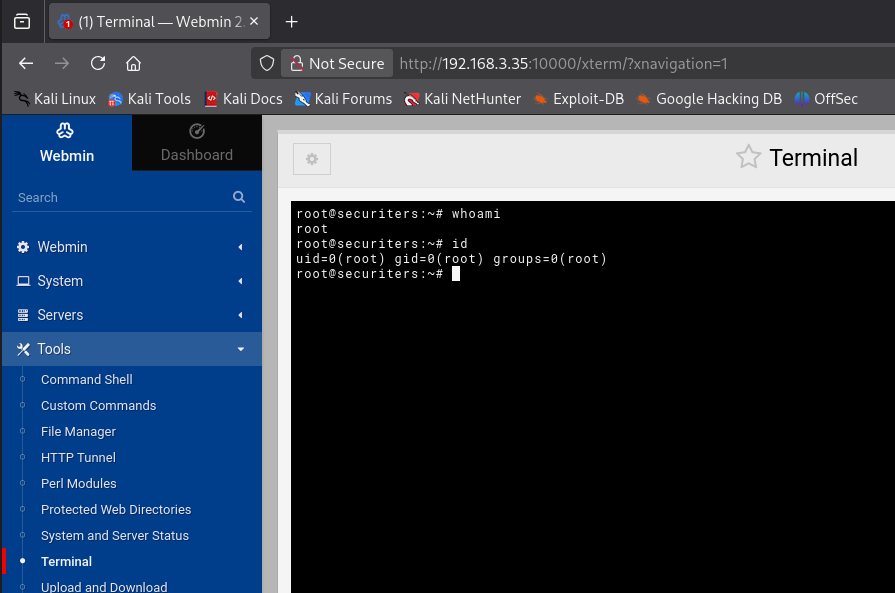 (1) Terminal — Webmin 2
Not Secure http://192.168.3.35:10000/xterm/?xnavigation=1
Kali Linux Kali Tools Kali Docs Kali Forums Kali NetHunter Exploit-DB Google Hacking DB OffSec
Webmin
Dashboard
Search
Webmin
System
Servers
Tools
Command Shell
Custom Commands
File Manager
HTTP Tunnel
Perl Modules
Protected Web Directories
System and Server Status
Terminal
Upload and Download
Terminal
root@securiters:~# whoami
root
root@securiters:~# id
uid=0(root) gid=0(root) groups=0(root)
root@securiters:~#